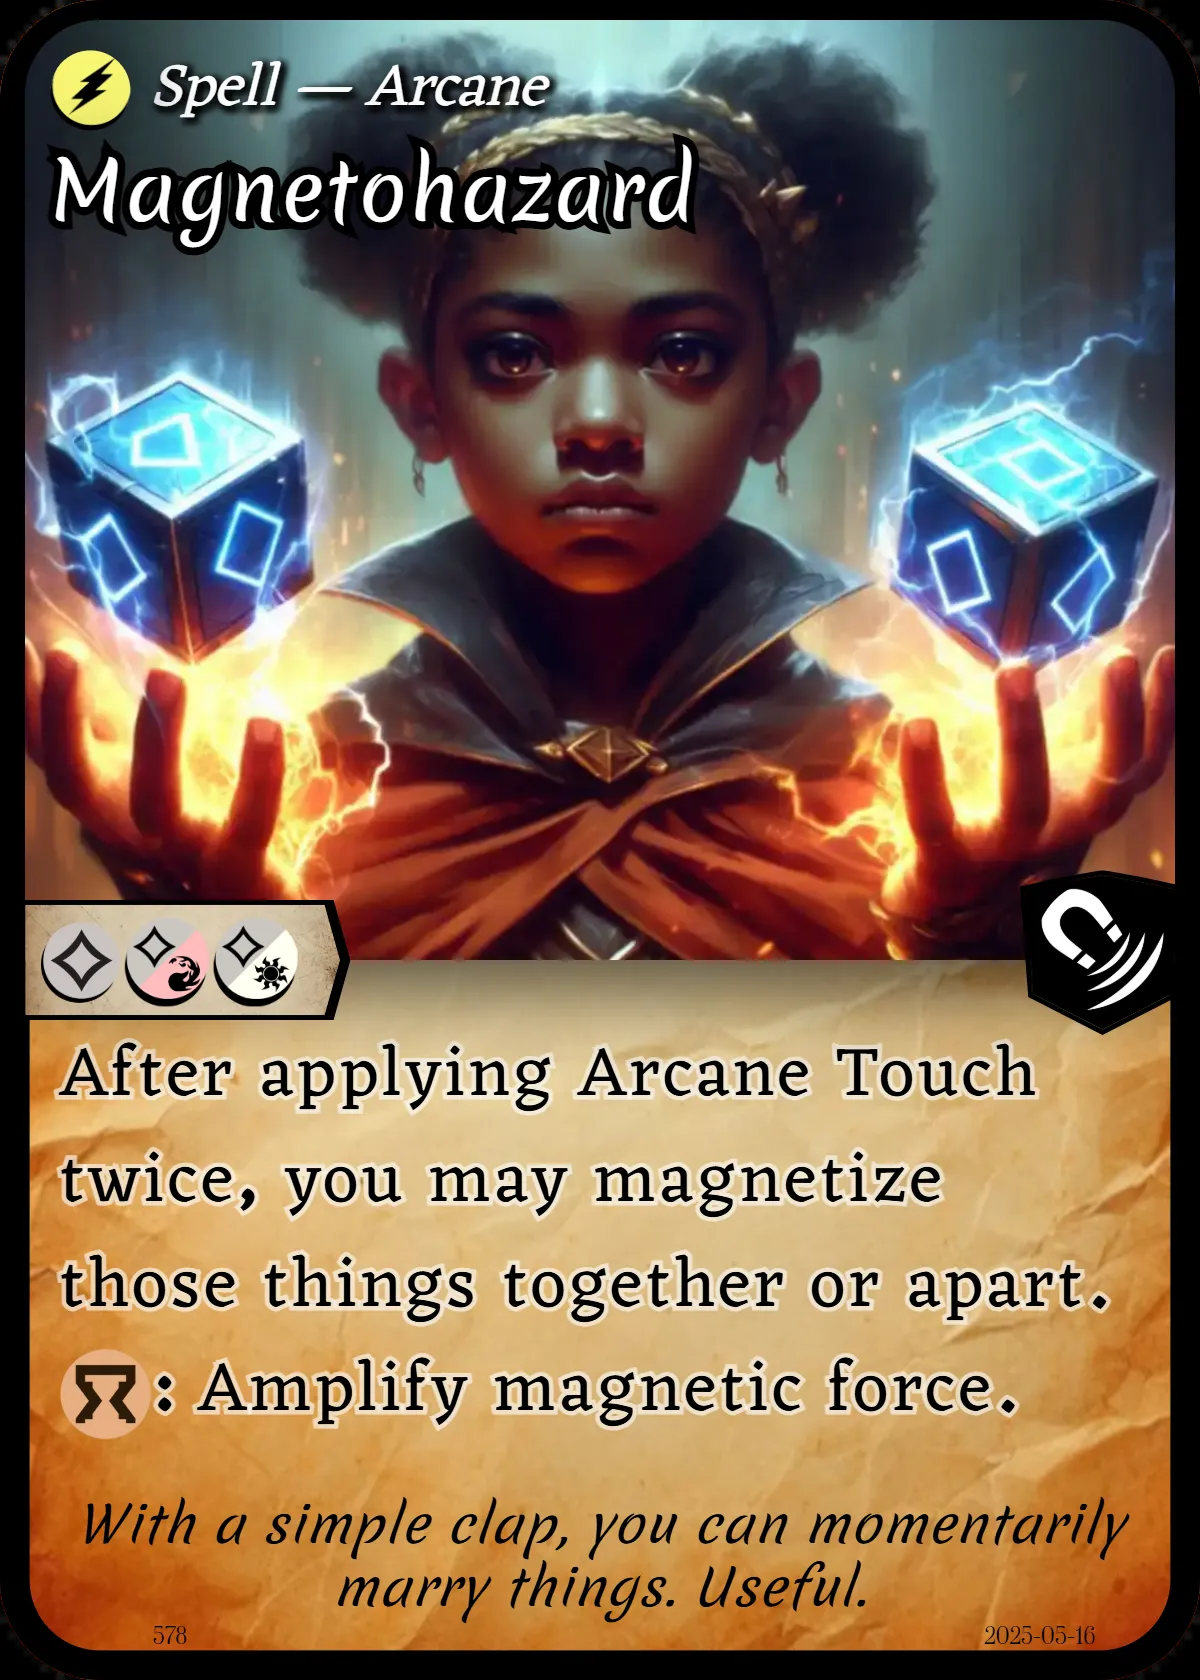 Spell — Arcane
Magnetohazard
After applying Arcane Touch
twice, you may magnetize
those things together or apart.
: Amplify magnetic force.
With a simple clap, you can momentarily
marry things. Useful.
578
2025-05-16